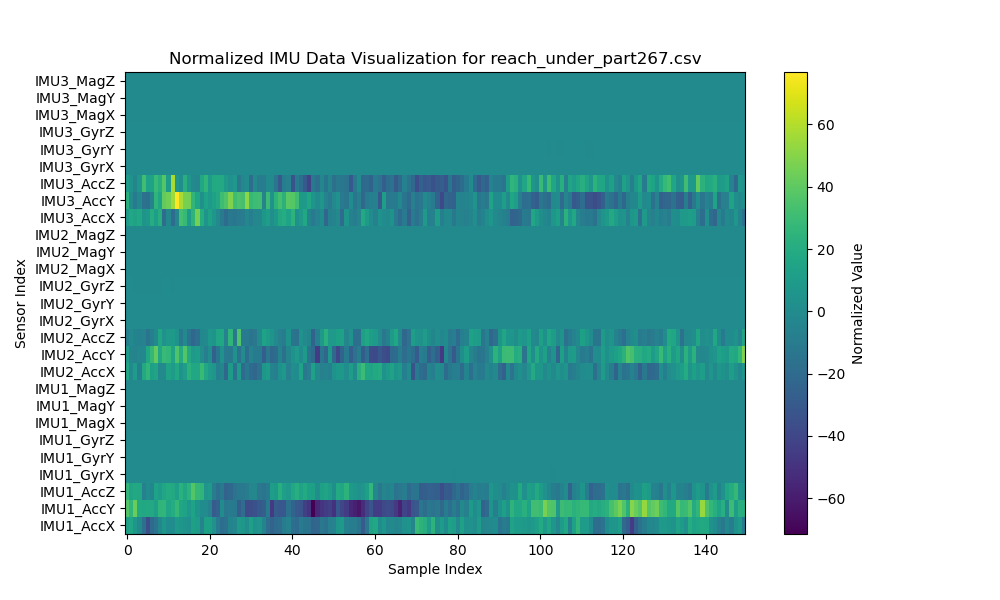 Normalized IMU Data Visualization for reach_under_part267.csv
IMU3_MagZ
IMU3_MagY
IMU3_MagX
IMU3_GyrZ
IMU3_GyrY
IMU3_GyrX
IMU3_AccZ
IMU3_AccY
IMU3_AccX
IMU2_MagZ
IMU2_MagY
IMU2_MagX
IMU2_GyrZ
IMU2_GyrY
IMU2_GyrX
IMU2_AccZ
IMU2_AccY
IMU2_AccX
IMU1_MagZ
IMU1_MagY
IMU1_MagX
IMU1_GyrZ
IMU1_GyrY
IMU1_GyrX
IMU1_AccZ
IMU1_AccY
IMU1_AccX
Sensor Index
0 20 40 60 80 100 120 140
Sample Index
60
40
20
0
−20
−40
−60
Normalized Value